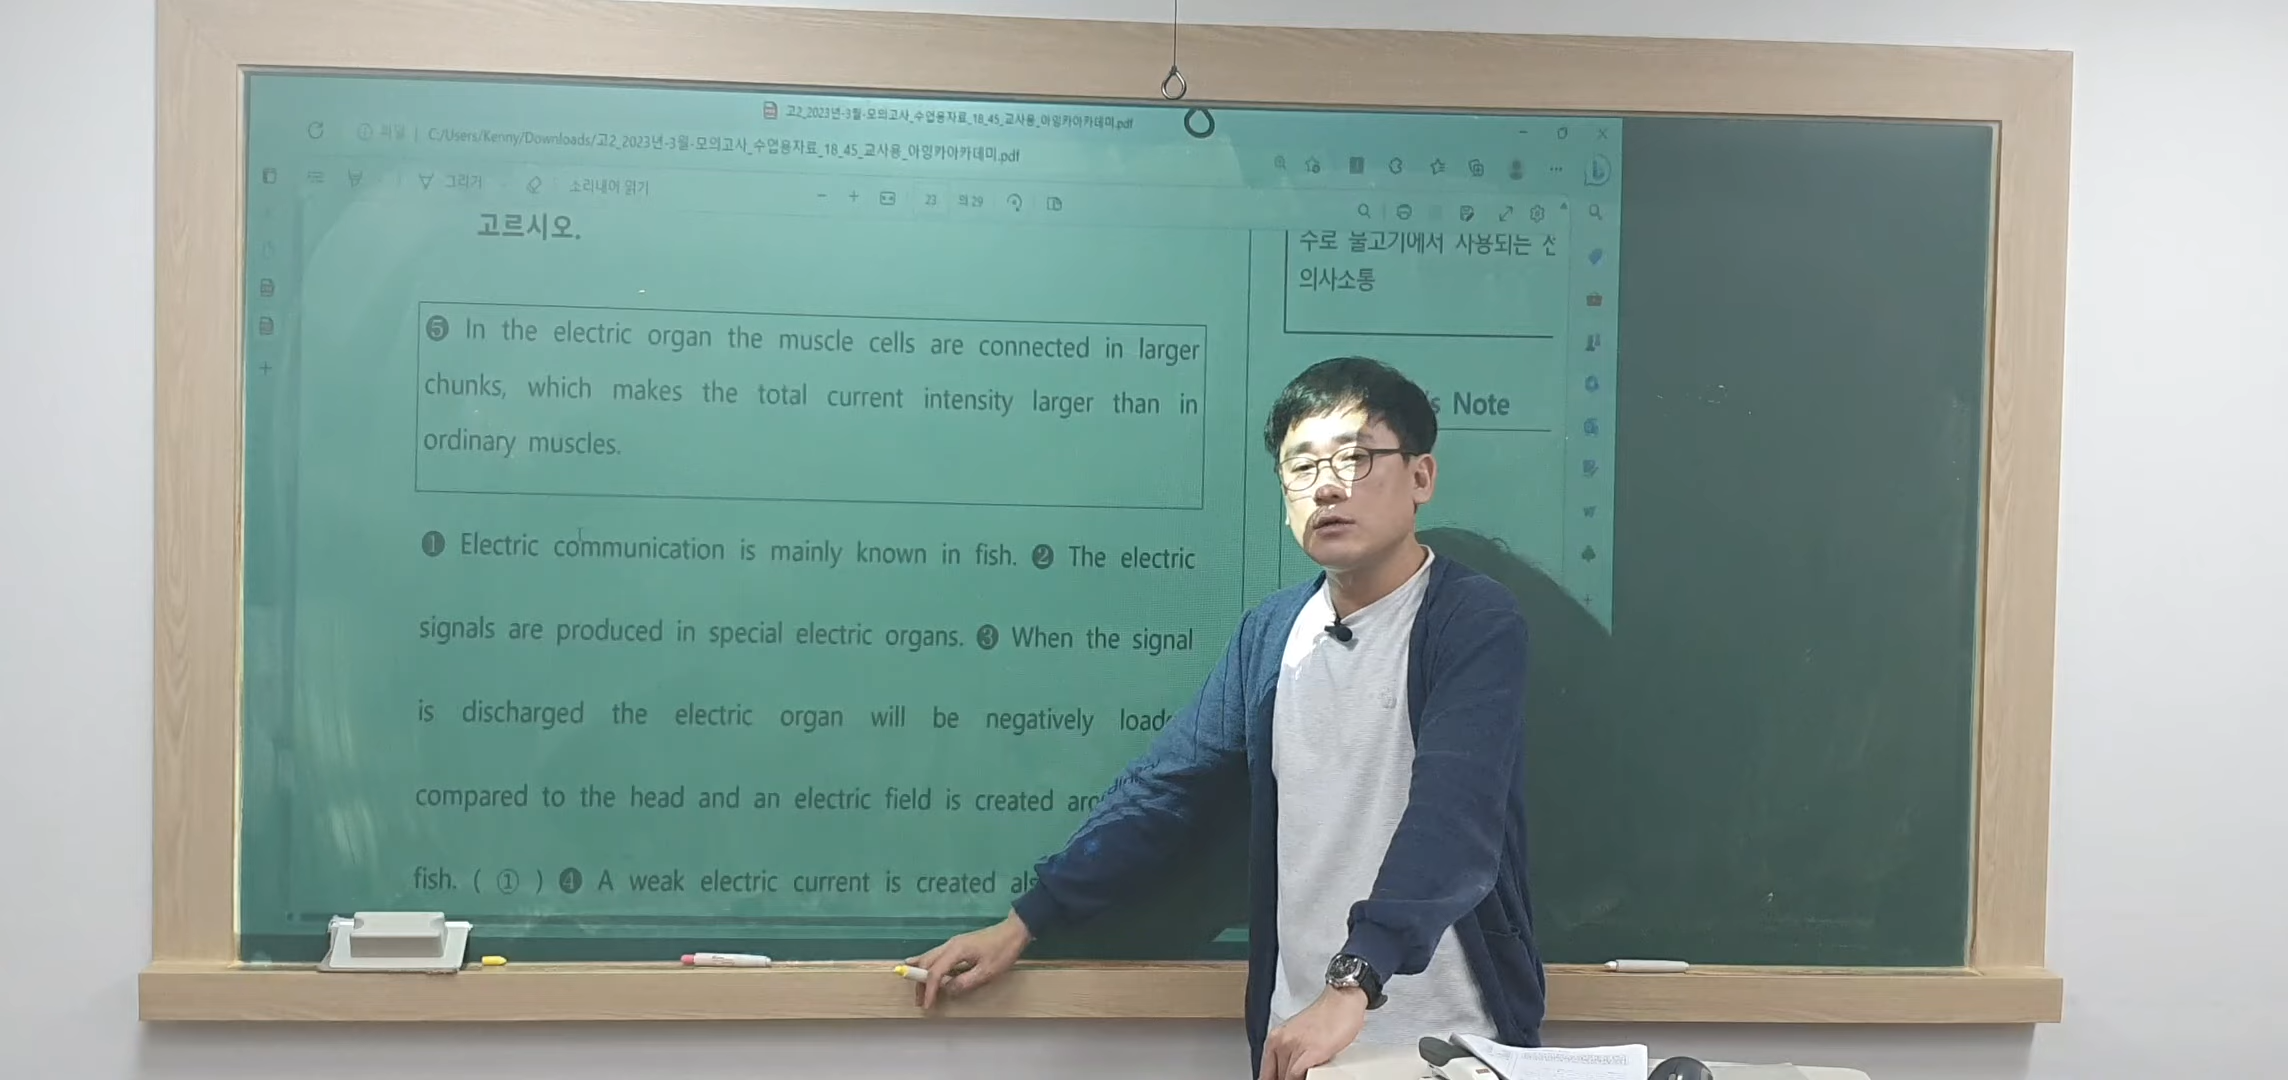 고2_2023년-3월-모의고사_수업용자료_18_45_교사용_아잉카아카데미.pdf
파일 | C:/Users/Kenny/Downloads/고2_2023년-3월-모의고사_수업용자료_18_45_교사용_아잉카아카데미.pdf
그리기 소리내어 읽기 23 의 29
고르시오.
수로 물고기에서 사용되는
의사소통
❺ In the electric organ the muscle cells are connected in larger
chunks, which makes the total current intensity larger than in
ordinary muscles.
s Note
❶ Electric communication is mainly known in fish. ❷ The electric
signals are produced in special electric organs. ❸ When the signal
is discharged the electric organ will be negatively
compared to the head and an electric field is created
fish. ( ① ) ❹ A weak electric current is created